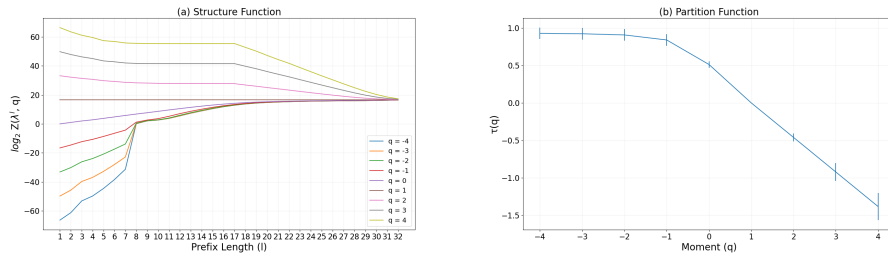 (a) Structure Function
log₂ Z(λˡ, q)
60
40
20
0
−20
−40
−60
q = -4
q = -3
q = -2
q = -1
q = 0
q = 1
q = 2
q = 3
q = 4
1 2 3 4 5 6 7 8 9 10 11 12 13 14 15 16 17 18 19 20 21 22 23 24 25 26 27 28 29 30 31 32
Prefix Length (l)
(b) Partition Function
τ(q)
1.0
0.5
0.0
−0.5
−1.0
−1.5
−4 −3 −2 −1 0 1 2 3 4
Moment (q)